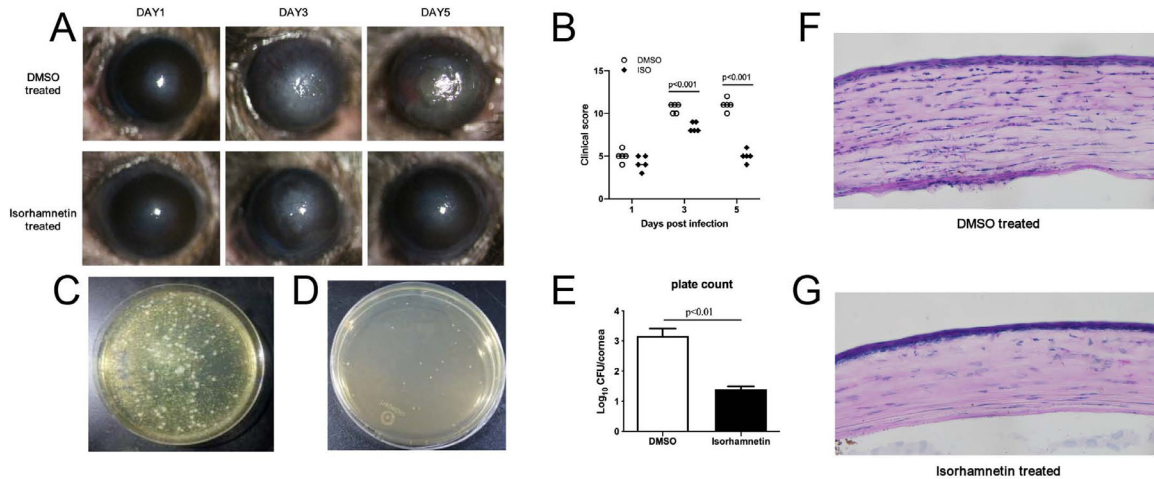 A
DAY1
DAY3
DAY5
DMSO
treated
Isorhamnetin
treated
B
DMSO
ISO
15
10
5
0
Clinical score
p<0.001
p<0.001
1
3
5
Days post infection
C
D
E
plate count
p<0.01
4
3
2
1
0
Log10 CFU/cornea
DMSO
Isorhamnetin
F
DMSO treated
G
Isorhamnetin treated